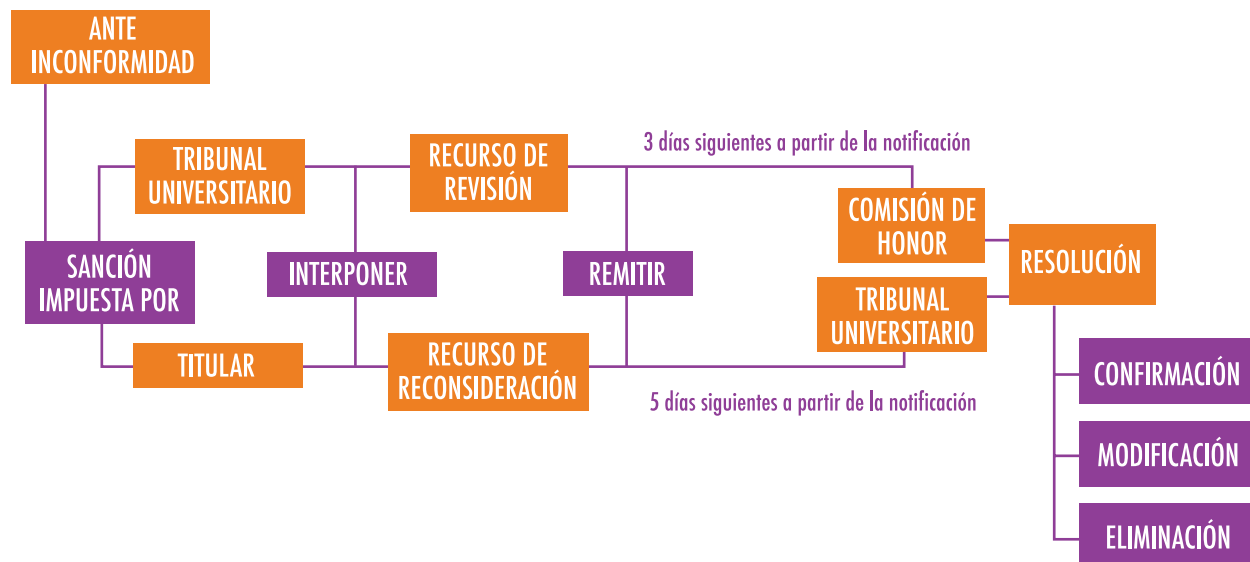 ANTE
INCONFORMIDAD
3 días siguientes a partir de la notificación
TRIBUNAL
UNIVERSITARIO
RECURSO DE
REVISIÓN
COMISIÓN DE
HONOR
SANCIÓN
IMPUESTA POR
INTERPONER
REMITIR
RESOLUCIÓN
TRIBUNAL
UNIVERSITARIO
TITULAR
RECURSO DE
RECONSIDERACIÓN
5 días siguientes a partir de la notificación
CONFIRMACIÓN
MODIFICACIÓN
ELIMINACIÓN